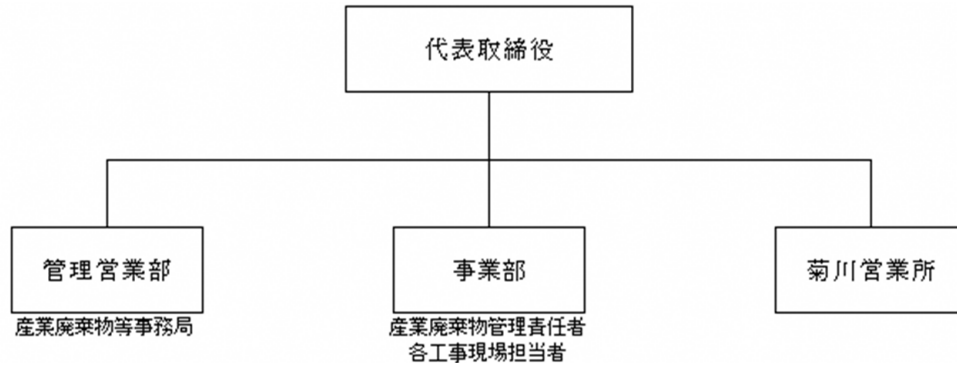 代表取締役
管理営業部
事業部
菊川営業所
産業廃棄物等事務局
産業廃棄物管理責任者
各工事現場担当者